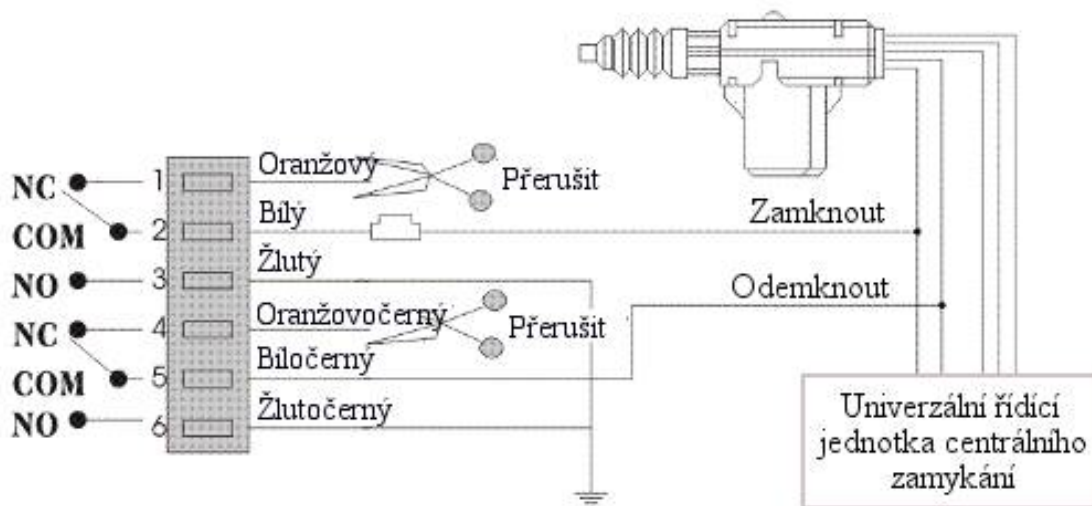 NC
COM
NO
NC
COM
NO
1
2
3
4
5
6
Oranžový
Přerušit
Bílý
Zamknout
Žlutý
Odemknout
Oranžovočerný
Přerušit
Bíločerný
Žlutočerný
Univerzální řídící
jednotka centrálního
zamykání